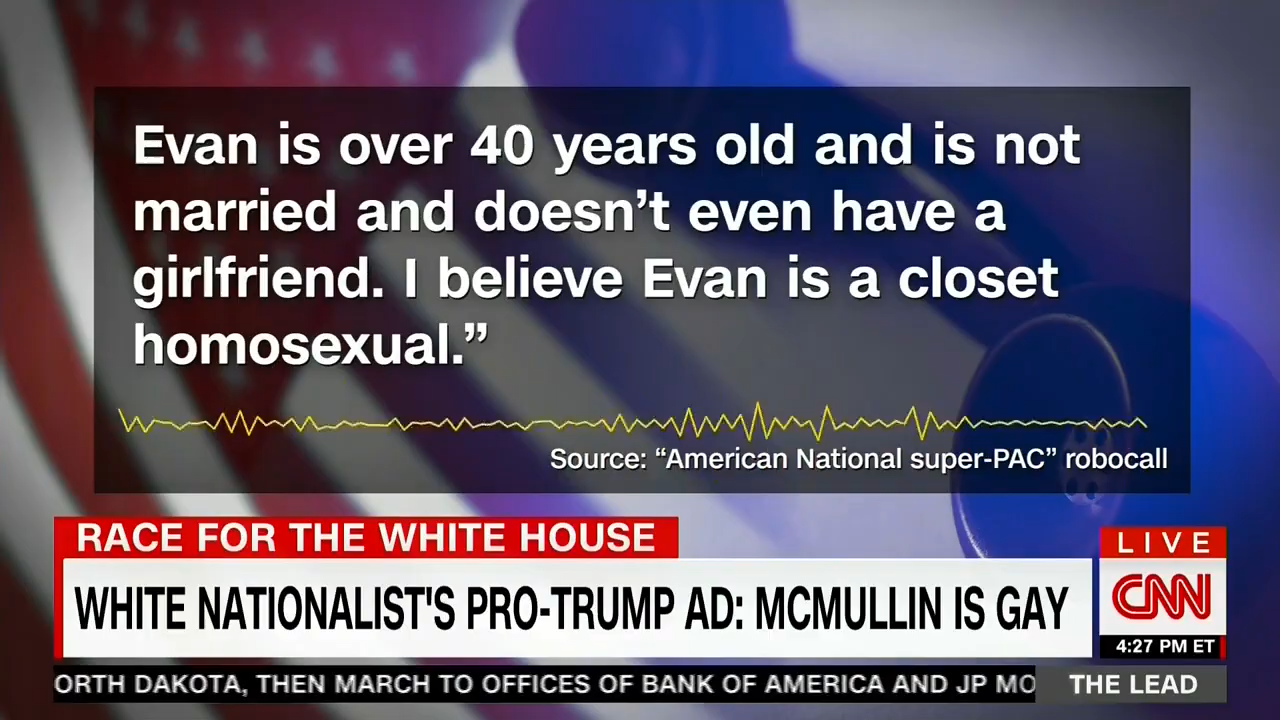 Evan is over 40 years old and is not
married and doesn't even have a
girlfriend. I believe Evan is a closet
homosexual.”
Source: “American National super-PAC” robocall
RACE FOR THE WHITE HOUSE
WHITE NATIONALIST'S PRO-TRUMP AD: MCMULLIN IS GAY
LIVE
CNN
4:27 PM ET
ORTH DAKOTA, THEN MARCH TO OFFICES OF BANK OF AMERICA AND JP MO
THE LEAD